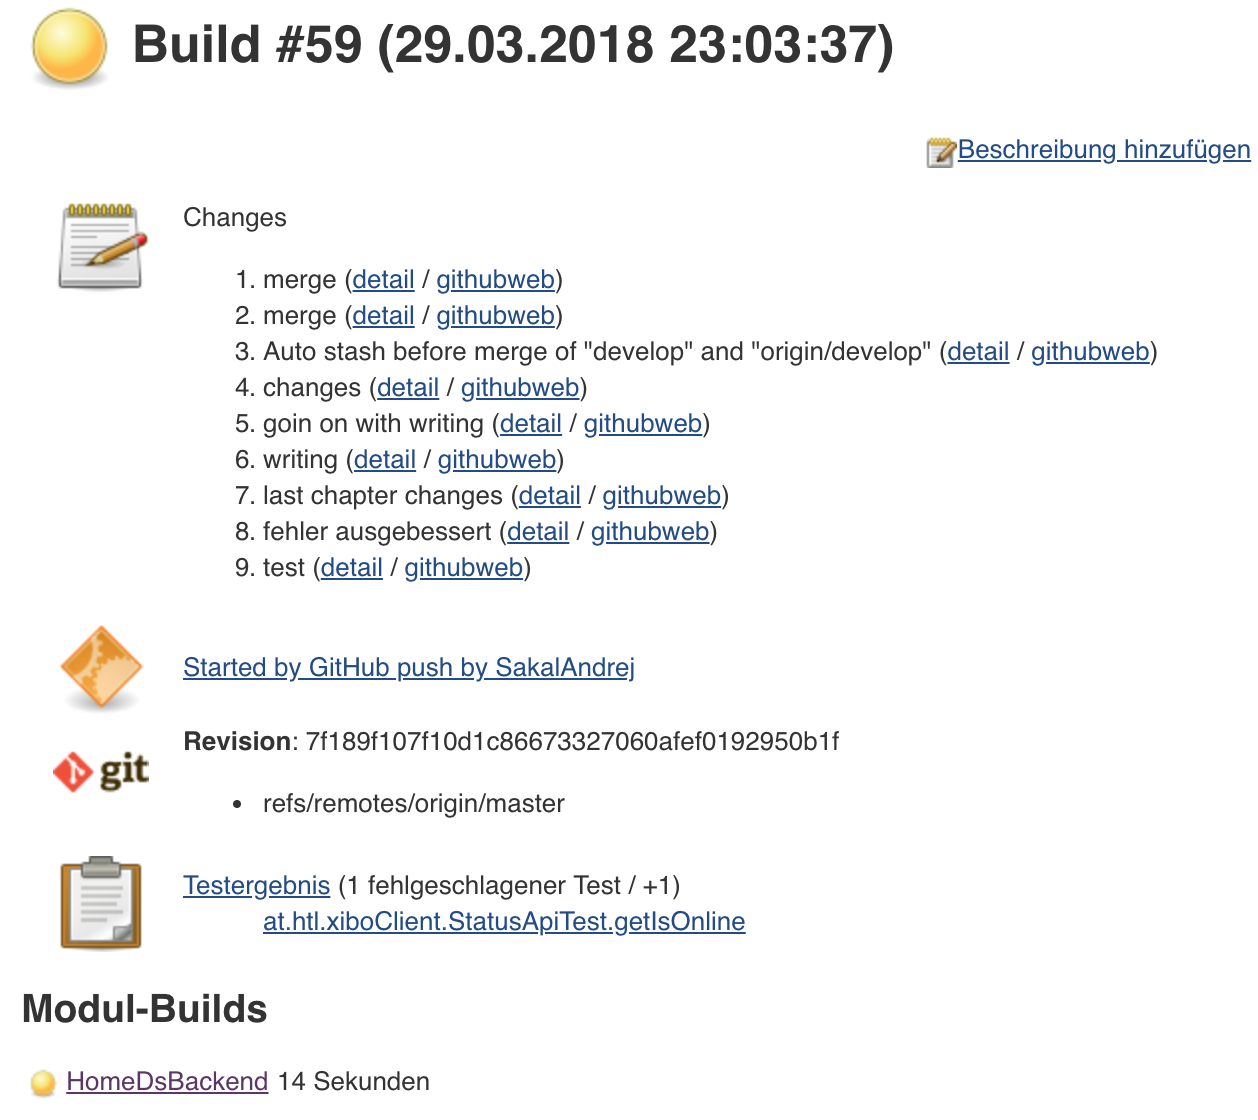 Build #59 (29.03.2018 23:03:37)
Beschreibung hinzufügen
Changes
1. merge (detail / githubweb)
2. merge (detail / githubweb)
3. Auto stash before merge of "develop" and "origin/develop" (detail / githubweb)
4. changes (detail / githubweb)
5. goin on with writing (detail / githubweb)
6. writing (detail / githubweb)
7. last chapter changes (detail / githubweb)
8. fehler ausgebessert (detail / githubweb)
9. test (detail / githubweb)
Started by GitHub push by SakalAndrej
Revision: 7f189f107f10d1c86673327060afef0192950b1f
git
• refs/remotes/origin/master
Testergebnis (1 fehlgeschlagener Test / +1)
at.htl.xiboClient.StatusApiTest.getIsOnline
Modul-Builds
HomeDsBackend 14 Sekunden